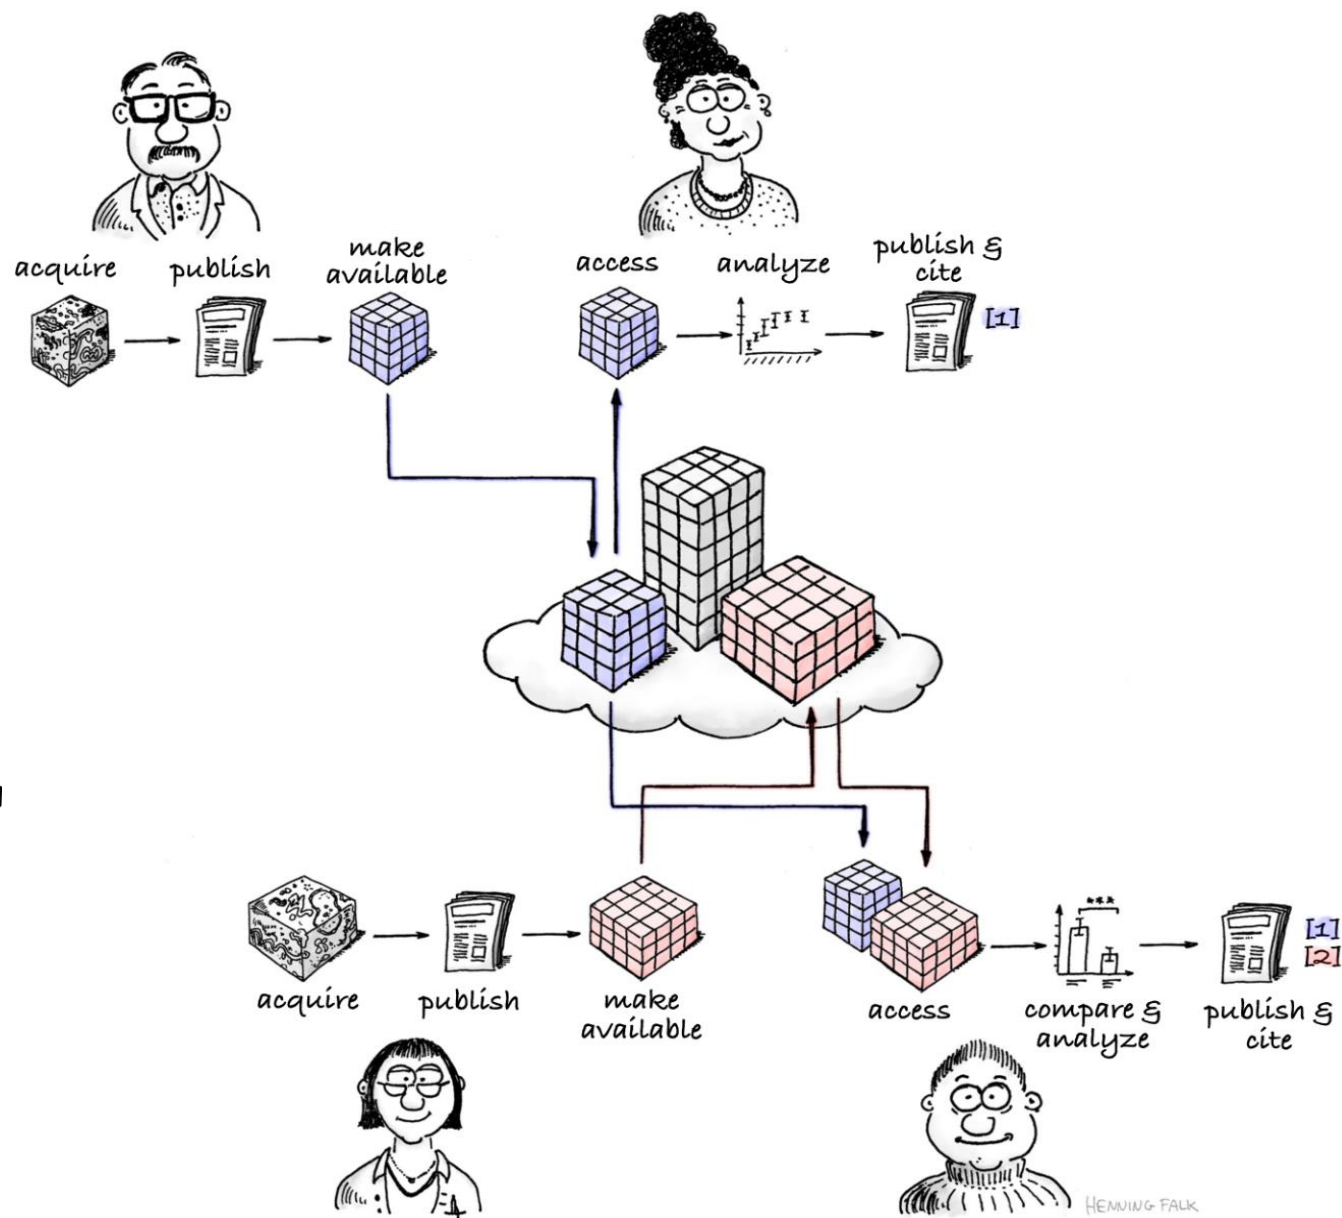 acquire
publish
make
available
access
analyze
publish &
cite
[1]
acquire
publish
make
available
access
***
compare &
analyze
publish &
cite
[1]
[2]
HENNING FALK